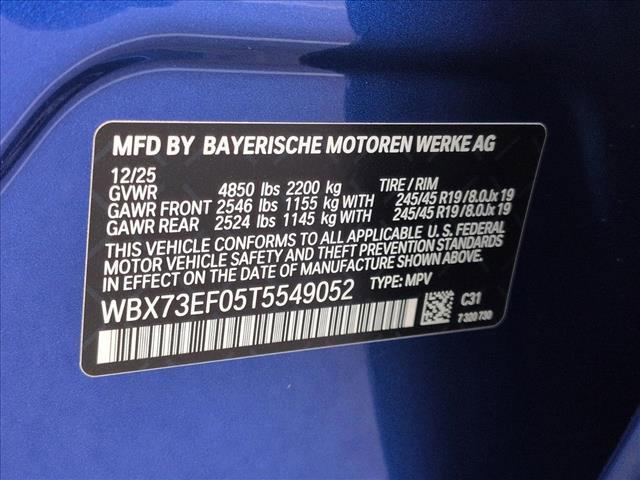 MFD BY BAYERISCHE MOTOREN WERKE AG
12/25
GVWR 4850 lbs 2200 kg TIRE / RIM
GAWR FRONT 2546 lbs 1155 kg WITH 245/45 R19 / 8.0Jx 19
GAWR REAR 2524 lbs 1145 kg WITH 245/45 R19 / 8.0Jx 19
THIS VEHICLE CONFORMS TO ALL APPLICABLE U. S. FEDERAL
MOTOR VEHICLE SAFETY AND THEFT PREVENTION STANDARDS
IN EFFECT ON THE DATE OF MANUFACTURE SHOWN ABOVE.
WBX73EF05T5549052 TYPE: MPV
C31
7 320 730